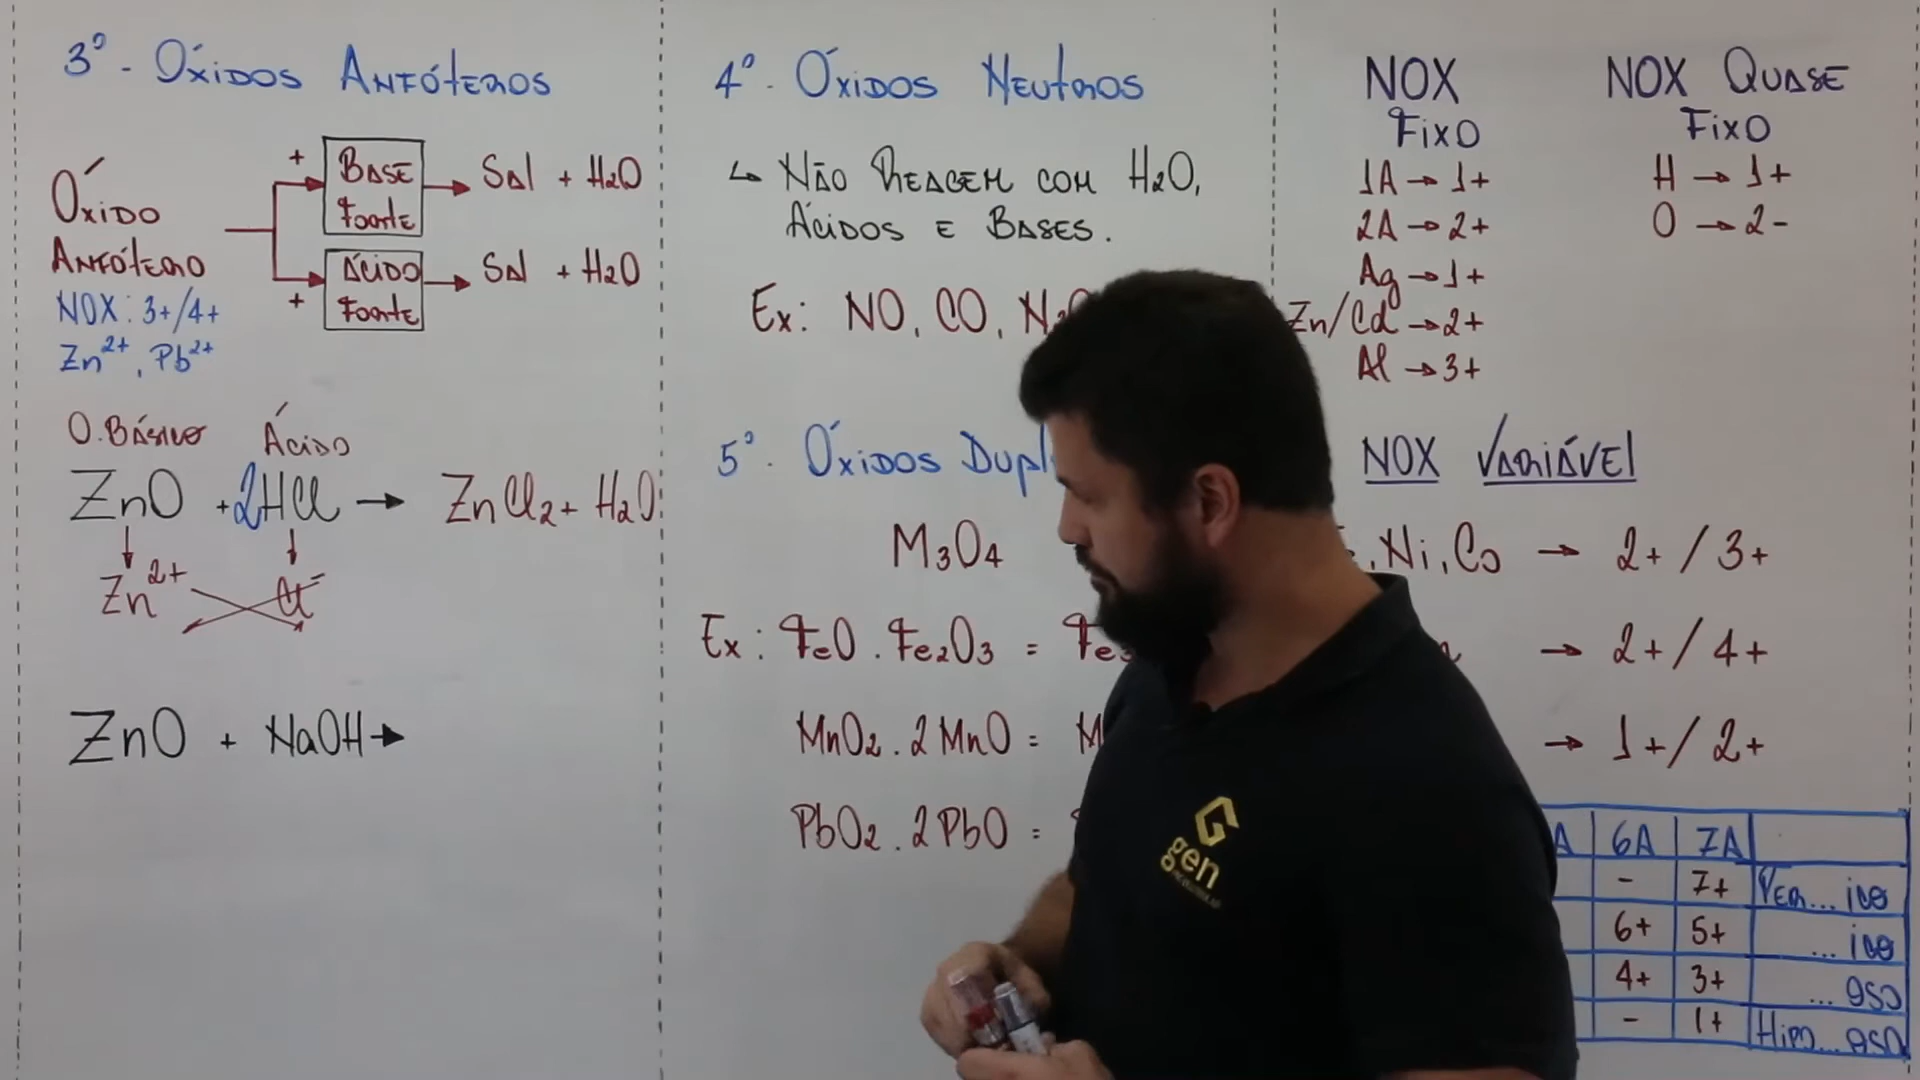 3º - Óxidos Anfóteros
Óxido
Anfótero
NOX: 3+/4+
Zn2+, Pb2+
+ Base Forte → Sal + H2O
+ Ácido Forte → Sal + H2O
O. Básico Ácido
ZnO + 2HCl → ZnCl2 + H2O
Zn2+ Cl-
ZnO + NaOH →
4º - Óxidos Neutros
↳ Não Reagem com H2O,
Ácidos e Bases.
Ex: NO, CO,
5º - Óxidos
M3O4
Ex: FeO . Fe2O3 =
MnO2 . 2MnO =
PbO2 . 2PbO =
NOX
Fixo
1A → 1+
2A → 2+
Ag → 1+
Zn/Cd → 2+
Al → 3+
NOX Quase
Fixo
H → 1+
O → 2-
NOX Variável
, Ni, Co → 2+ / 3+
→ 2+ / 4+
→ 1+ / 2+
A 6A 7A
- 7+ Per... ico
6+ 5+ ... ico
4+ 3+ ... oso
- 1+ Hipo... oso
gen